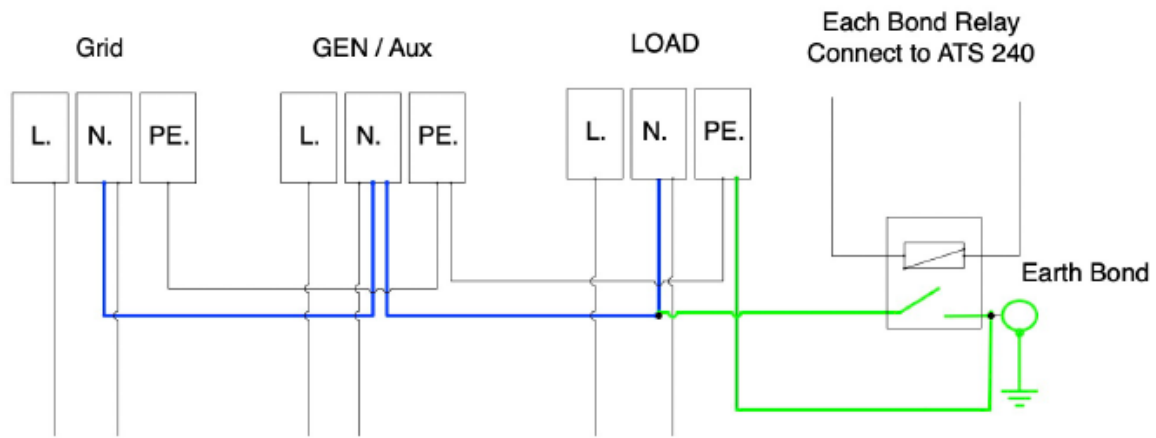 Grid
GEN / Aux
LOAD
Each Bond Relay
Connect to ATS 240
L. N. PE.
L. N. PE.
L. N. PE.
Earth Bond